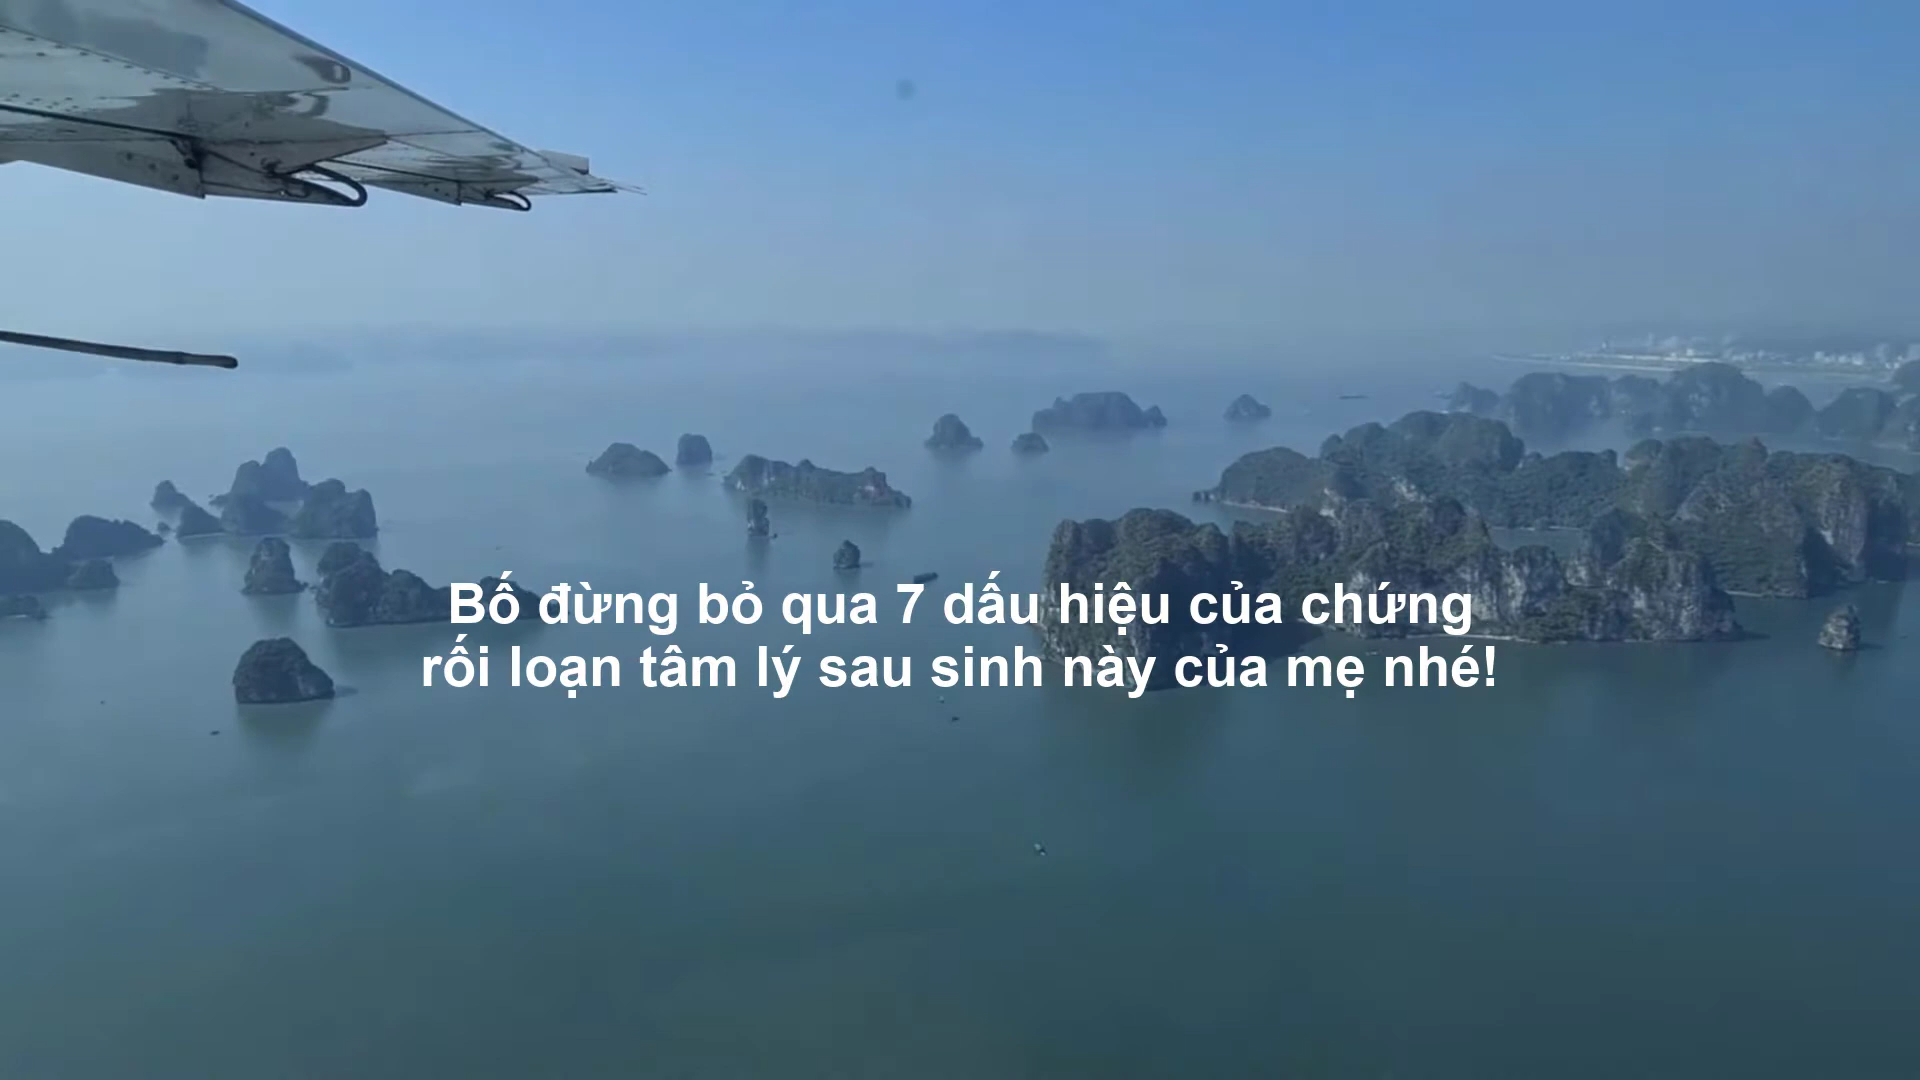 Bố đừng bỏ qua 7 dấu hiệu của chứng
rối loạn tâm lý sau sinh này của mẹ nhé!